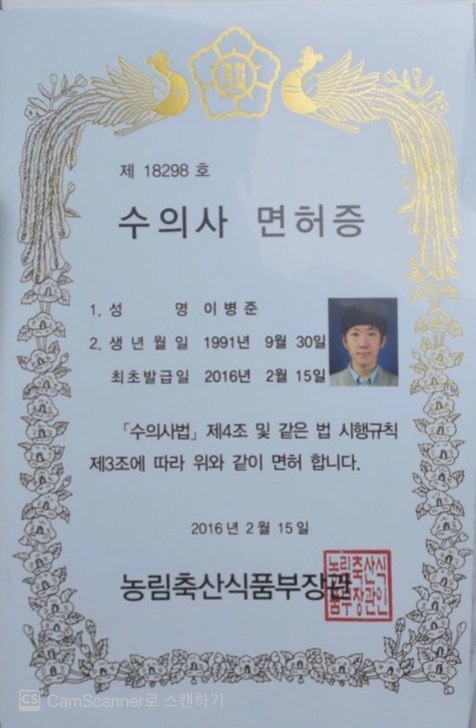 제 18298 호
수의사 면허증
1. 성 명 이병준
2. 생년월일 1991년 9월 30일
최초발급일 2016년 2월 15일
「수의사법」 제4조 및 같은 법 시행규칙
제3조에 따라 위와 같이 면허 합니다.
2016년 2월 15일
농림축산식품부장관
농림축산식
품부장관인
CS CamScanner로 스캔하기